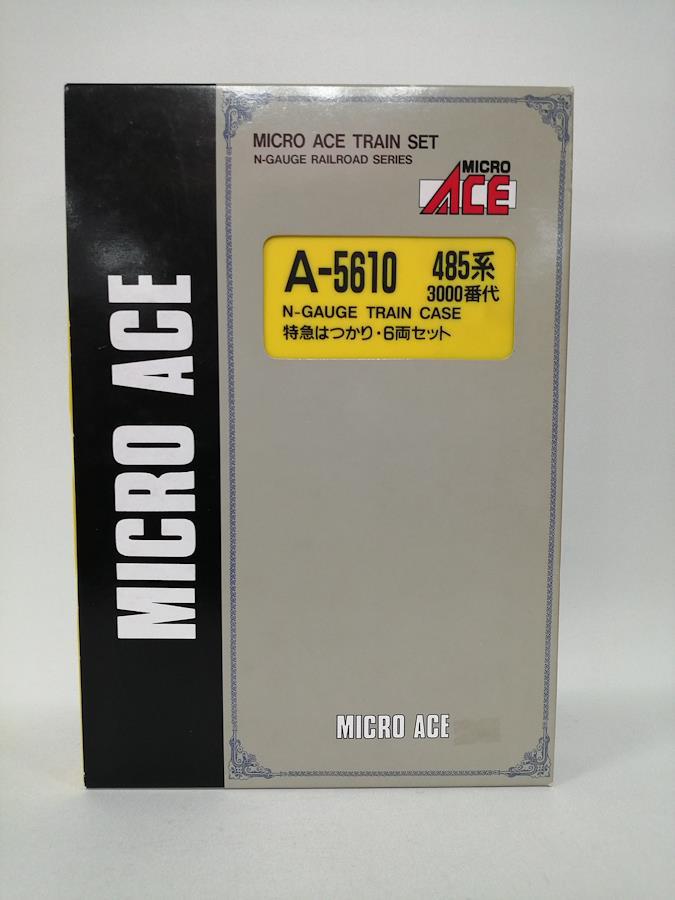 MICRO ACE
MICRO ACE TRAIN SET
N-GAUGE RAILROAD SERIES
MICRO
ACE
A-5610 485系
3000番代
N-GAUGE TRAIN CASE
特急はつかり・6両セット
MICRO ACE